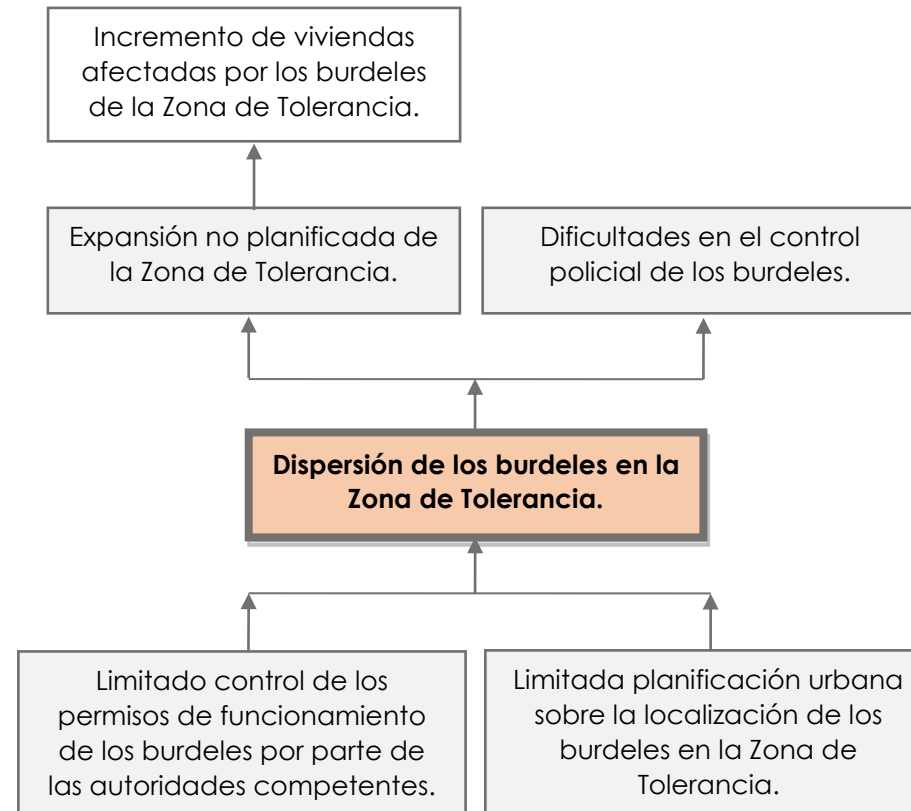 Incremento de viviendas
afectadas por los burdeles
de la Zona de Tolerancia.
Expansión no planificada de
la Zona de Tolerancia.
Dificultades en el control
policial de los burdeles.
Dispersión de los burdeles en la
Zona de Tolerancia.
Limitado control de los
permisos de funcionamiento
de los burdeles por parte de
las autoridades competentes.
Limitada planificación urbana
sobre la localización de los
burdeles en la Zona de
Tolerancia.